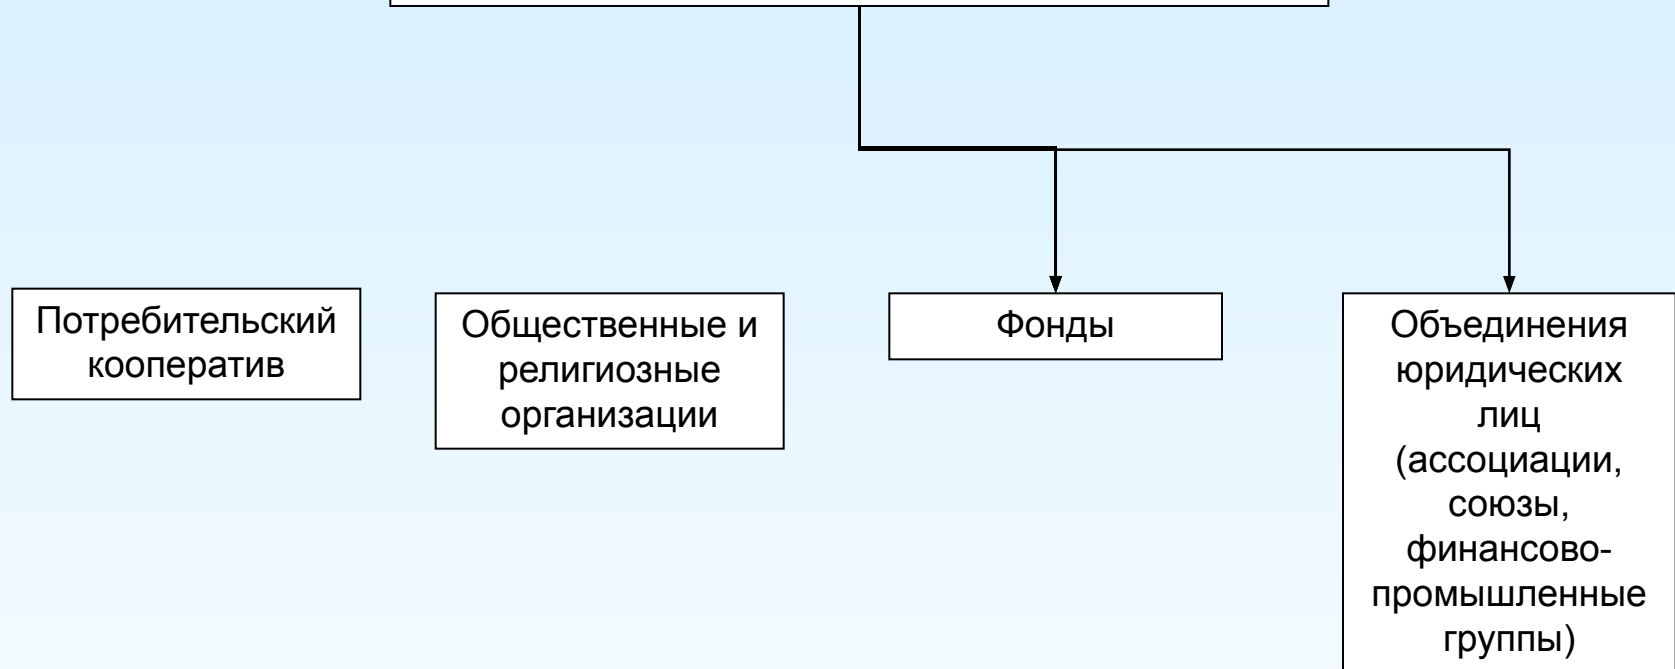 Потребительский
кооператив
Общественные и
религиозные
организации
Фонды
Объединения
юридических
лиц
(ассоциации,
союзы,
финансово-
промышленные
группы)